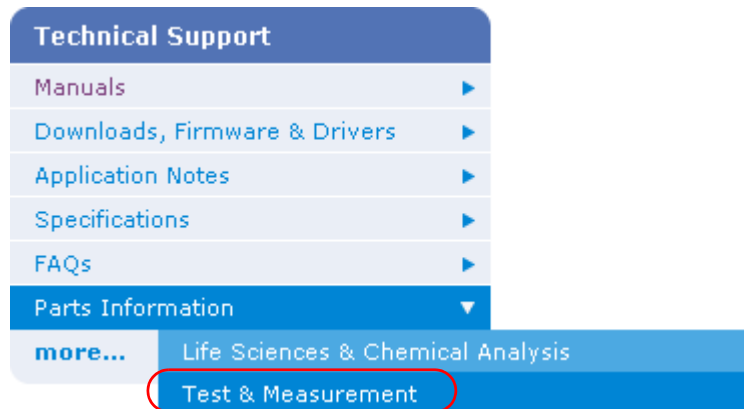 Technical Support
Manuals
Downloads, Firmware & Drivers
Application Notes
Specifications
FAQs
Parts Information
more... Life Sciences & Chemical Analysis
Test & Measurement